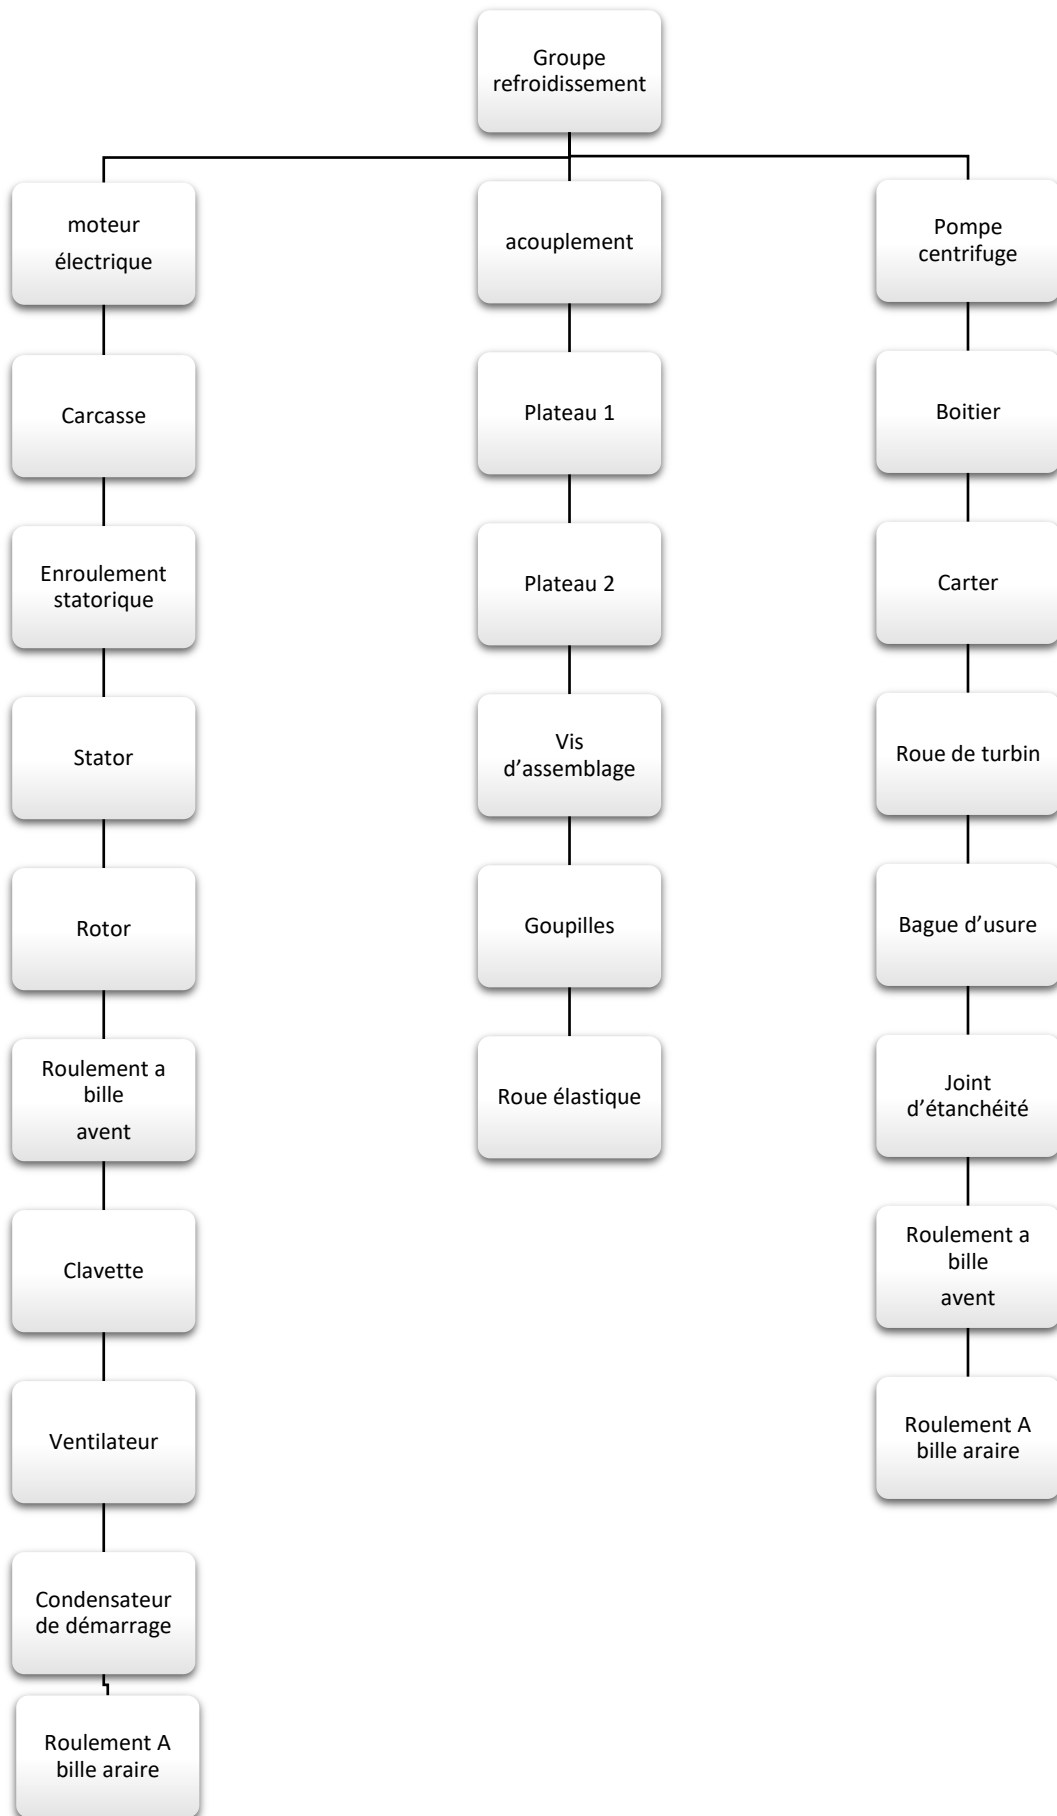 Groupe
refroidissement
moteur
électrique
Carcasse
Enroulement
statorique
Stator
Rotor
Roulement a
bille
avent
Clavette
Ventilateur
Condensateur
de démarrage
Roulement A
bille araire
acouplement
Plateau 1
Plateau 2
Vis
d’assemblage
Goupilles
Roue élastique
Pompe
centrifuge
Boitier
Carter
Roue de turbin
Bague d’usure
Joint
d’étanchéité
Roulement a
bille
avent
Roulement A
bille araire